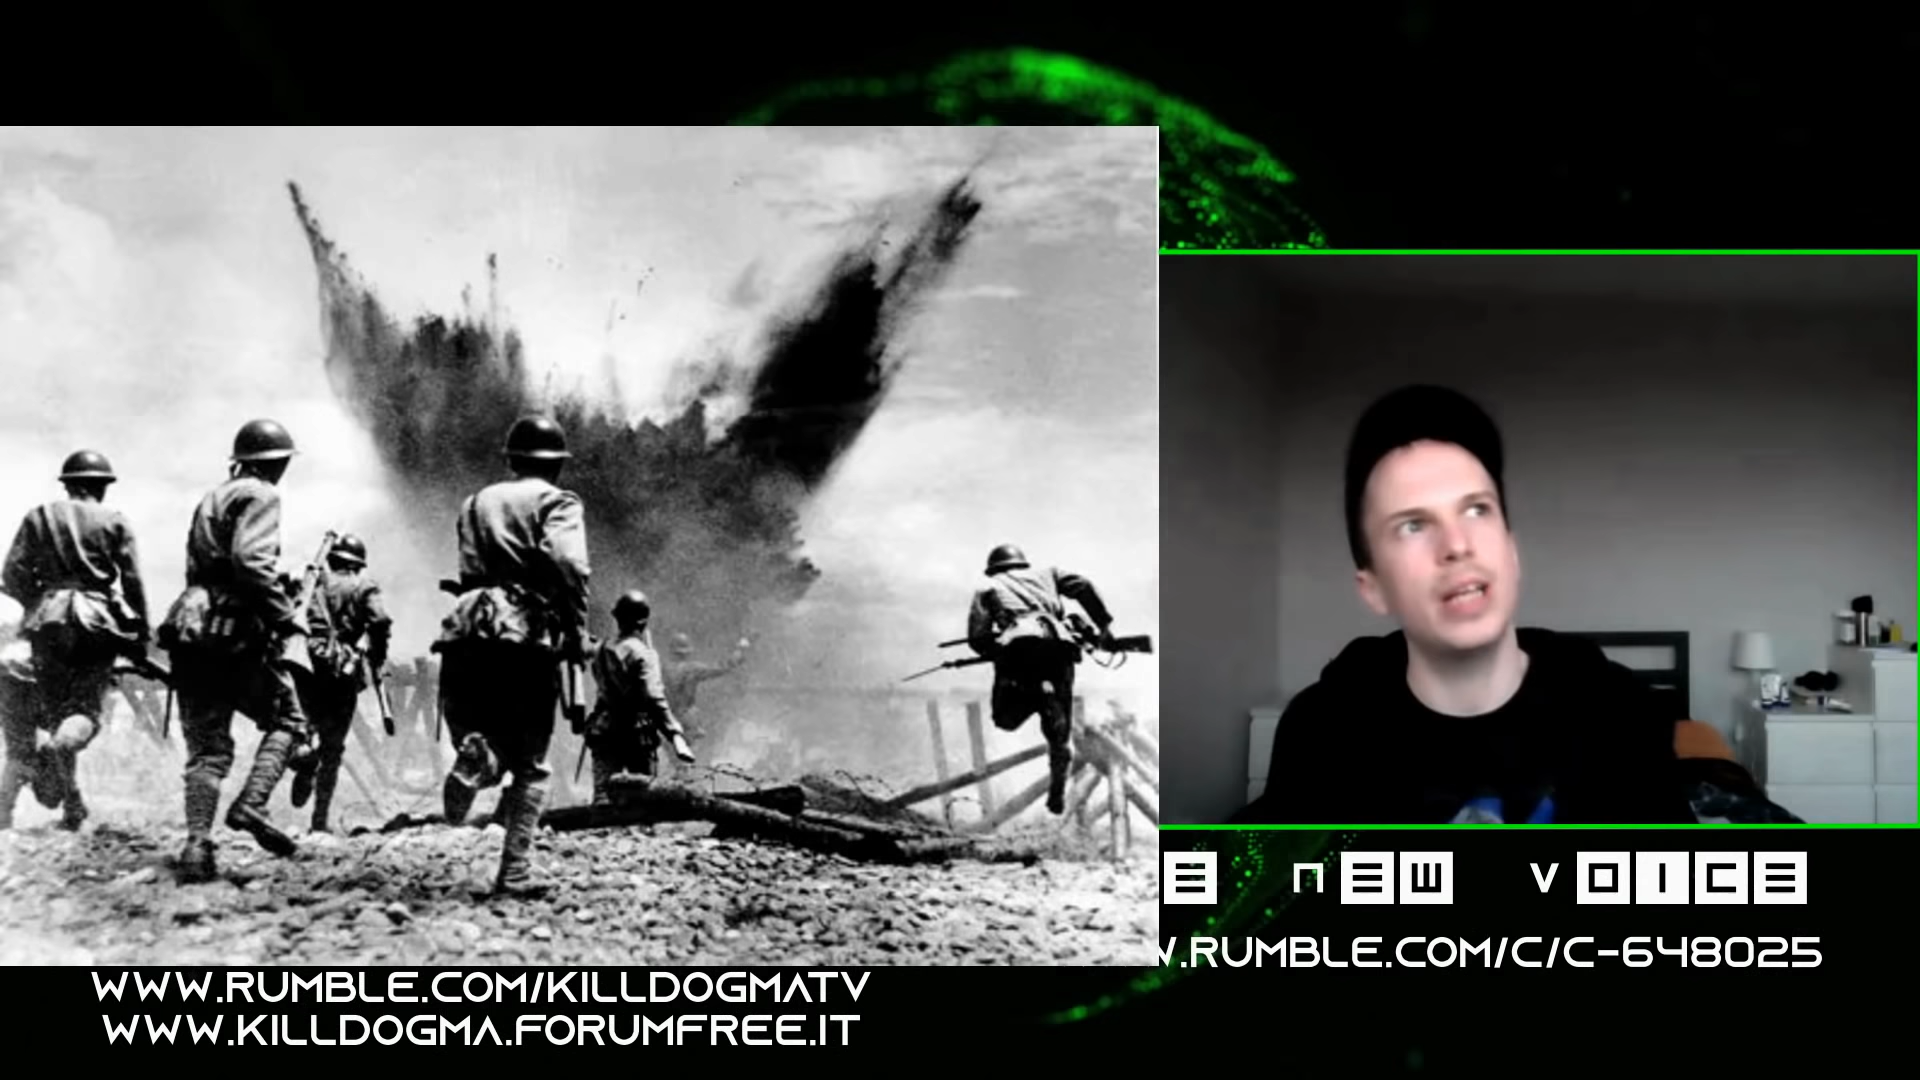 E NEW VOICE
W.RUMBLE.COM/C/C-648025
WWW.RUMBLE.COM/KILLDOGMATV
WWW.KILLDOGMA.FORUMFREE.IT